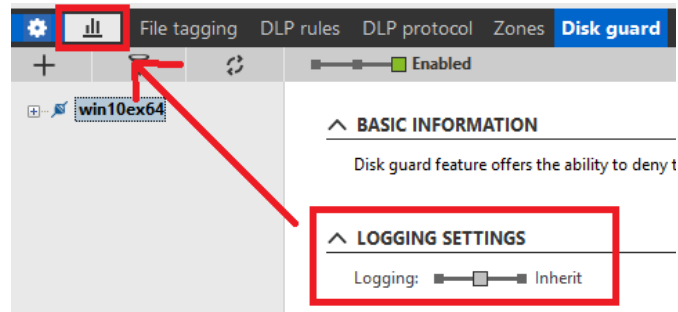 File tagging DLP rules DLP protocol Zones Disk guard
Enabled
win10ex64
BASIC INFORMATION
Disk guard feature offers the ability to deny t
LOGGING SETTINGS
Logging: Inherit